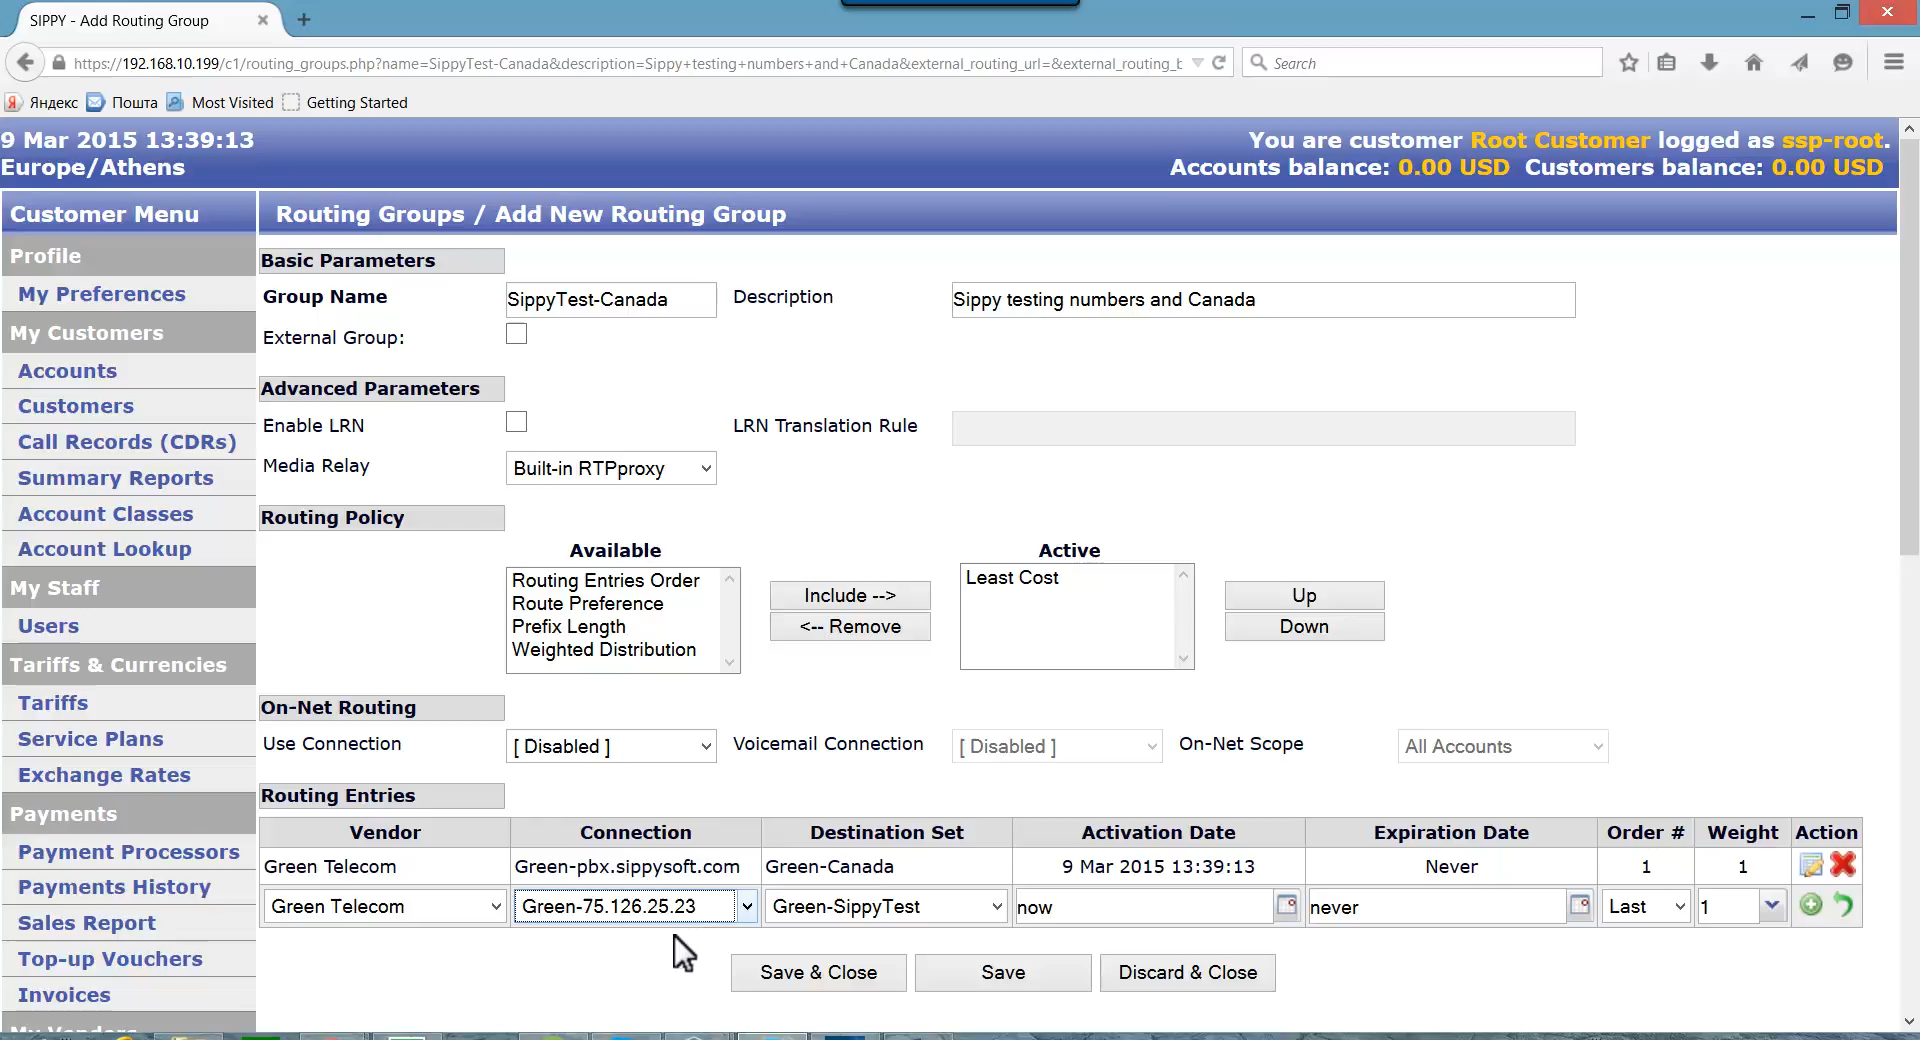 SIPPY - Add Routing Group
https://192.168.10.199/c1/routing_groups.php?name=SippyTest-Canada&description=Sippy+testing+numbers+and+Canada&external_routing_url=&external_routing_t
Search
Яндекс Пошта Most Visited Getting Started
9 Mar 2015 13:39:13
Europe/Athens
You are customer Root Customer logged as ssp-root.
Accounts balance: 0.00 USD Customers balance: 0.00 USD
Customer Menu
Profile
My Preferences
My Customers
Accounts
Customers
Call Records (CDRs)
Summary Reports
Account Classes
Account Lookup
My Staff
Users
Tariffs & Currencies
Tariffs
Service Plans
Exchange Rates
Payments
Payment Processors
Payments History
Sales Report
Top-up Vouchers
Invoices
My Vendors
Routing Groups / Add New Routing Group
Basic Parameters
Group Name SippyTest-Canada Description Sippy testing numbers and Canada
External Group:
Advanced Parameters
Enable LRN LRN Translation Rule
Media Relay Built-in RTPproxy
Routing Policy
Available Active
Routing Entries Order
Route Preference
Prefix Length
Weighted Distribution
Include -->
<-- Remove
Least Cost
Up
Down
On-Net Routing
Use Connection [ Disabled ] Voicemail Connection [ Disabled ] On-Net Scope All Accounts
Routing Entries
Vendor Connection Destination Set Activation Date Expiration Date Order # Weight Action
Green Telecom Green-pbx.sippysoft.com Green-Canada 9 Mar 2015 13:39:13 Never 1 1
Green Telecom Green-75.126.25.23 Green-SippyTest now never Last 1
Save & Close Save Discard & Close